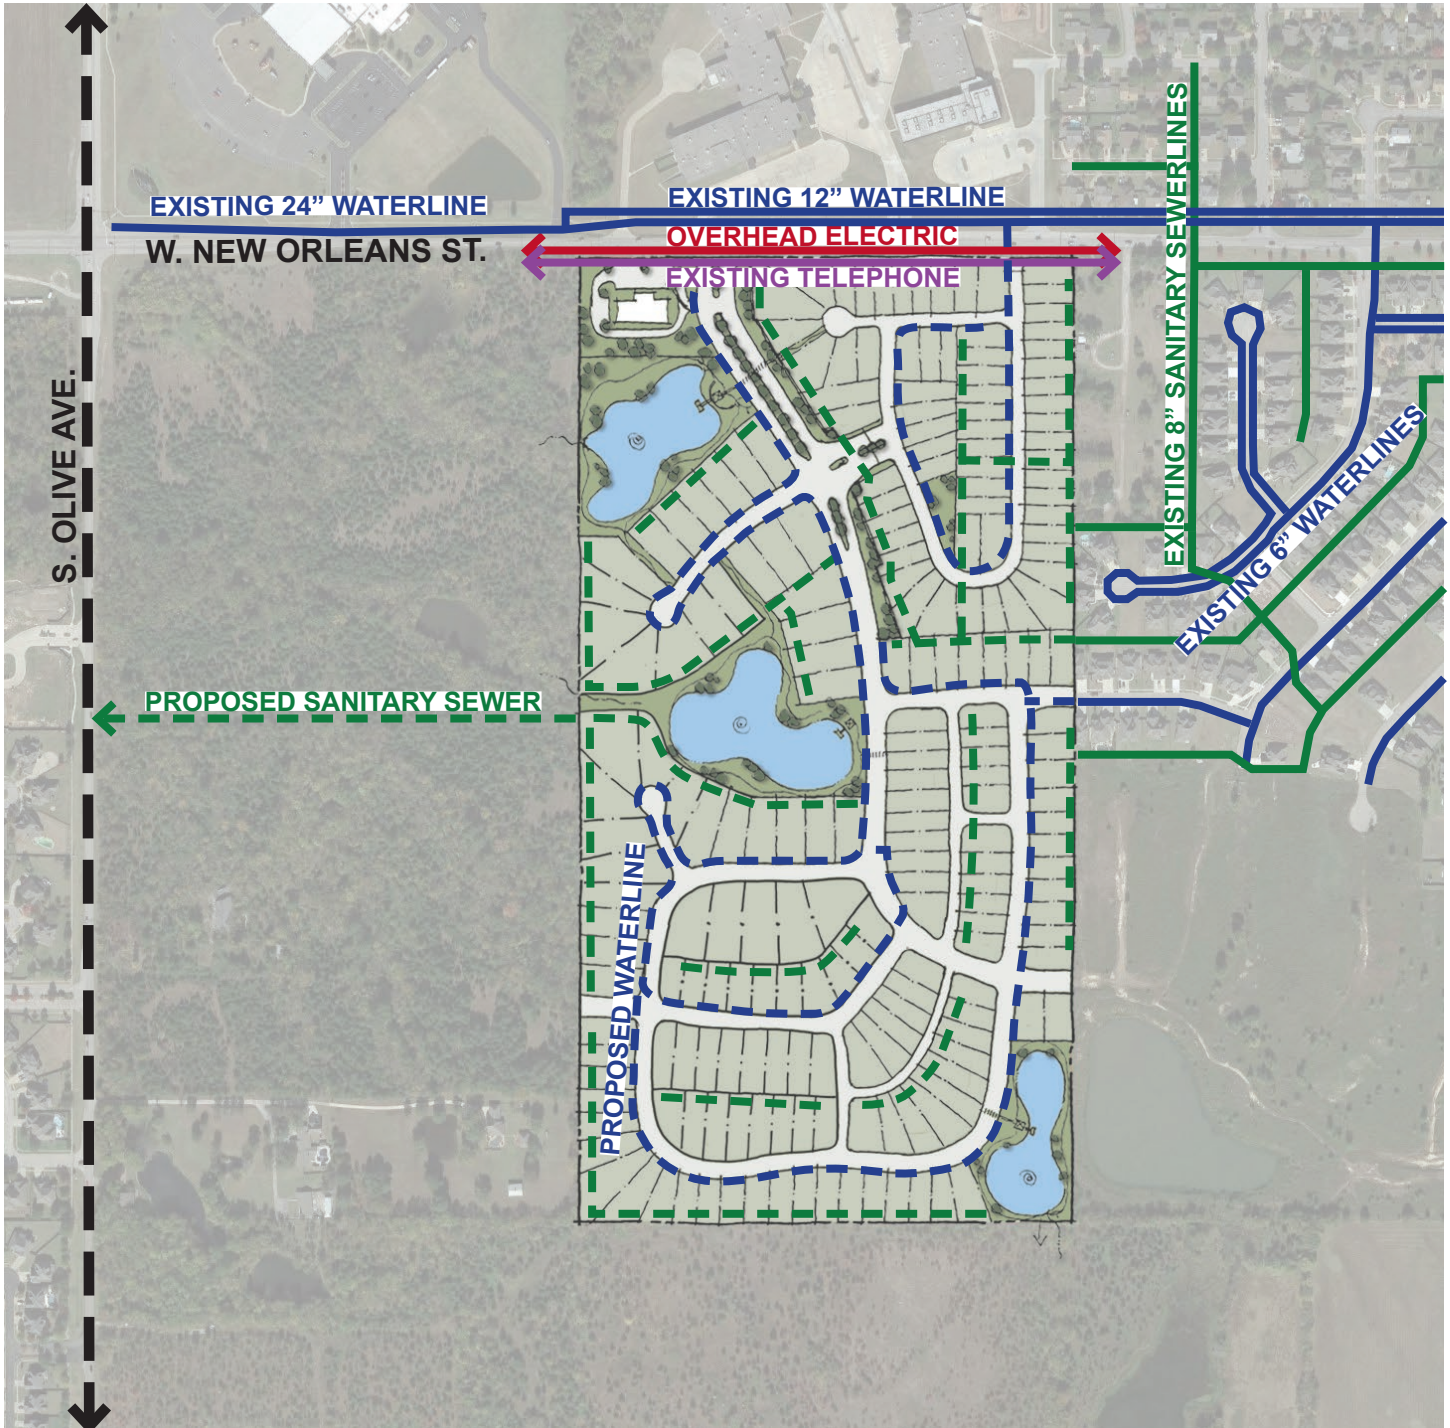 EXISTING 24” WATERLINE
EXISTING 12” WATERLINE
W. NEW ORLEANS ST.
OVERHEAD ELECTRIC
EXISTING TELEPHONE
S. OLIVE AVE.
EXISTING 8” SANITARY SEWERLINES
EXISTING 6” WATERLINES
PROPOSED SANITARY SEWER
PROPOSED WATERLINE